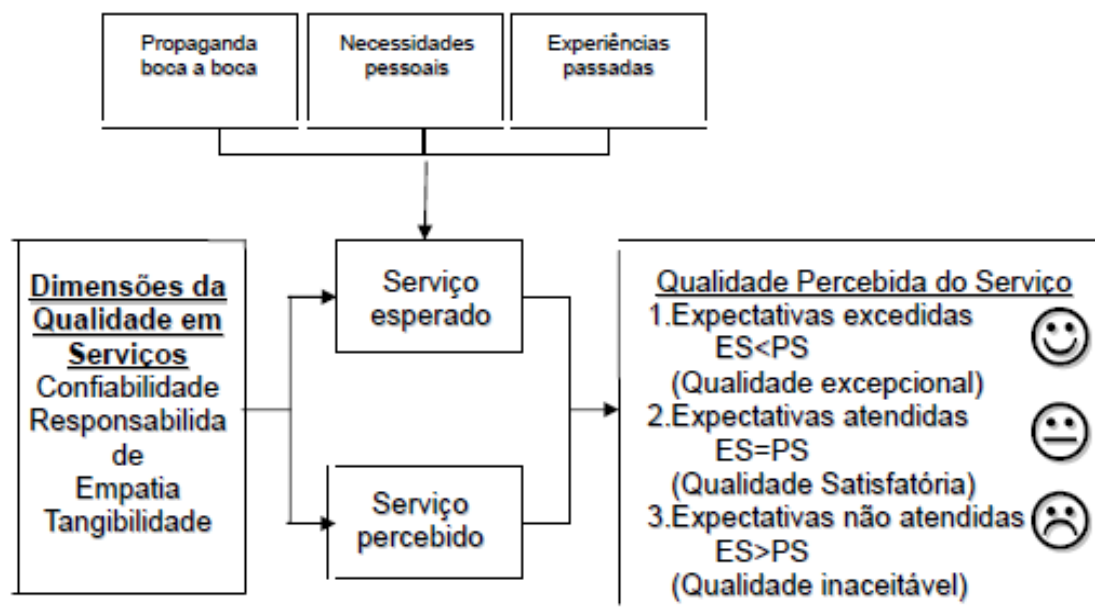 Propaganda
boca a boca
Necessidades
pessoais
Experiências
passadas
Dimensões da
Qualidade em
Serviços
Confiabilidade
Responsabilida
de
Empatia
Tangibilidade
Serviço
esperado
Serviço
percebido
Qualidade Percebida do Serviço
1.Expectativas excedidas
ES<PS
(Qualidade excepcional)
2.Expectativas atendidas
ES=PS
(Qualidade Satisfatória)
3.Expectativas não atendidas
ES>PS
(Qualidade inaceitável)